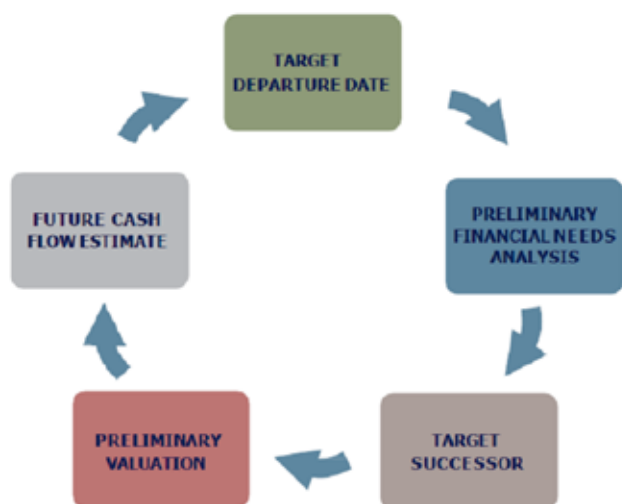 TARGET
DEPARTURE DATE
PRELIMINARY
FINANCIAL NEEDS
ANALYSIS
TARGET
SUCCESSOR
PRELIMINARY
VALUATION
FUTURE CASH
FLOW ESTIMATE